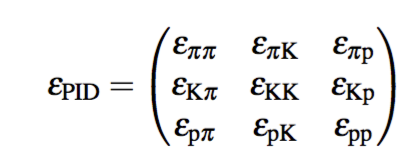 ε_PID = ( ε_ππ ε_πK ε_πp
ε_Kπ ε_KK ε_Kp
ε_pπ ε_pK ε_pp )